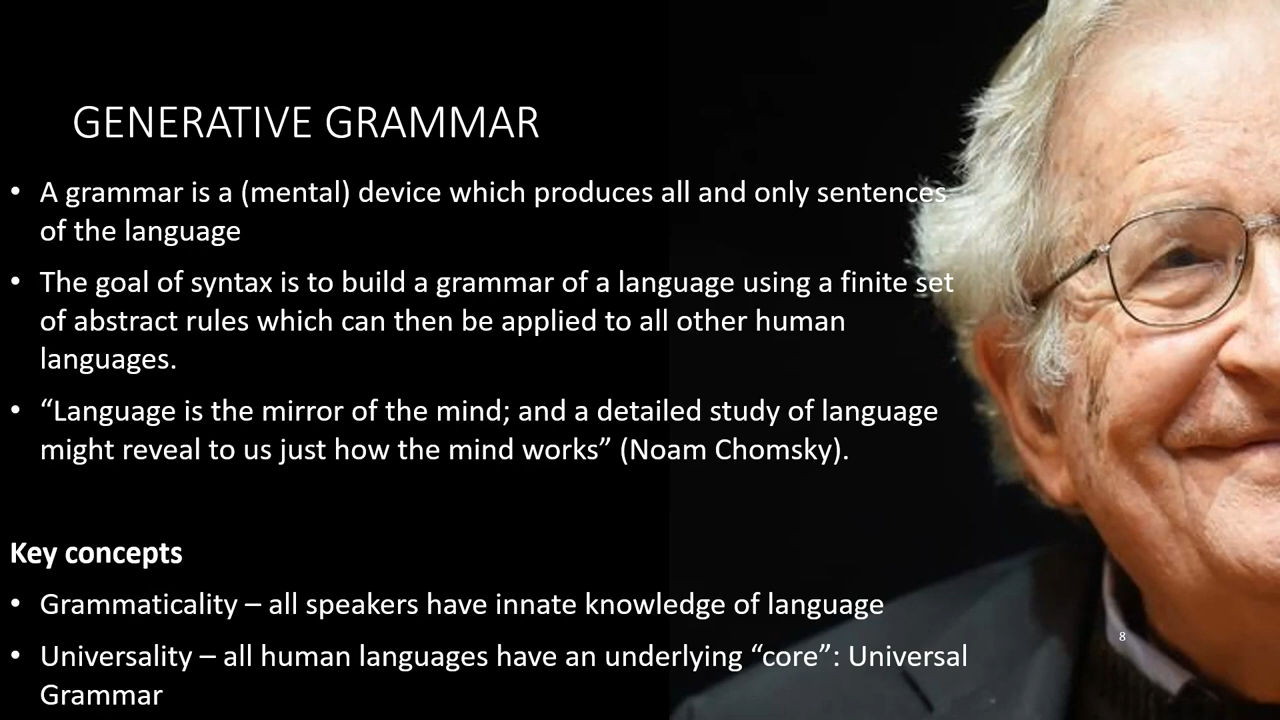 GENERATIVE GRAMMAR
• A grammar is a (mental) device which produces all and only sentences
of the language
• The goal of syntax is to build a grammar of a language using a finite set
of abstract rules which can then be applied to all other human
languages.
• “Language is the mirror of the mind; and a detailed study of language
might reveal to us just how the mind works” (Noam Chomsky).
Key concepts
• Grammaticality – all speakers have innate knowledge of language
• Universality – all human languages have an underlying “core”: Universal
Grammar
8